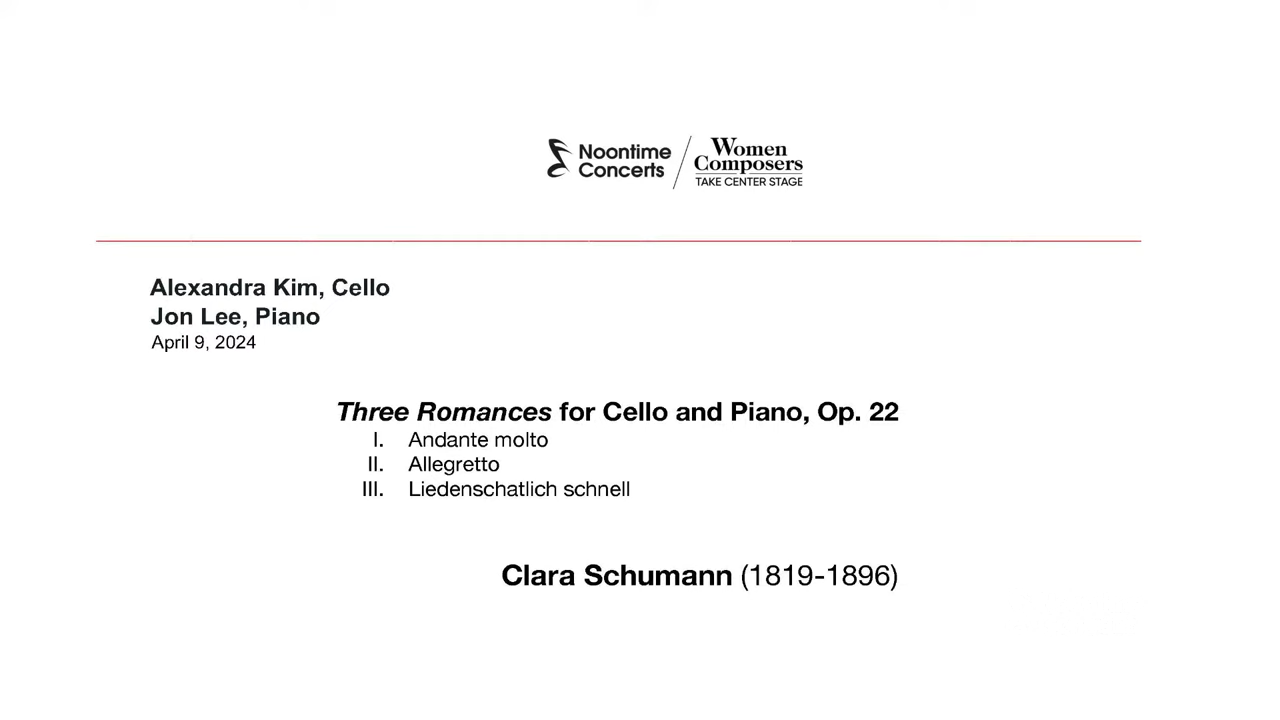 Noontime
Concerts
Women
Composers
TAKE CENTER STAGE
Alexandra Kim, Cello
Jon Lee, Piano
April 9, 2024
Three Romances for Cello and Piano, Op. 22
I. Andante molto
II. Allegretto
III. Liedenschatlich schnell
Clara Schumann (1819-1896)